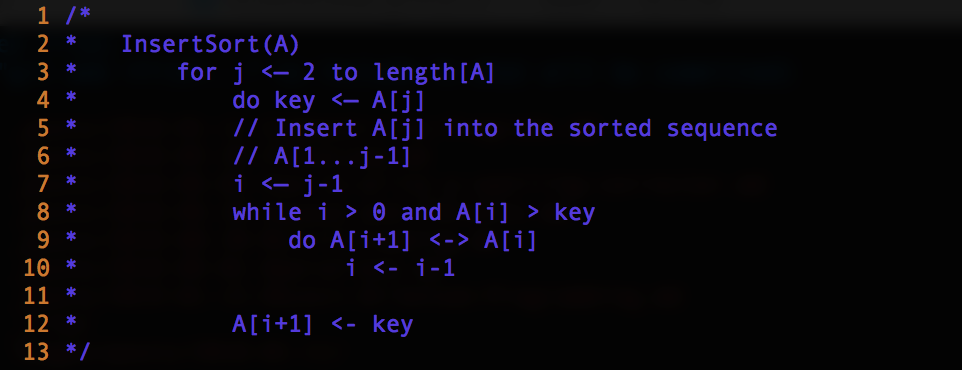 1 /*
2 *   InsertSort(A)
3 *       for j <— 2 to length[A]
4 *           do key <— A[j]
5 *           // Insert A[j] into the sorted sequence
6 *           // A[1...j-1]
7 *           i <— j-1
8 *           while i > 0 and A[i] > key
9 *               do A[i+1] <-> A[i]
10 *                   i <- i-1
11 *
12 *           A[i+1] <- key
13 */